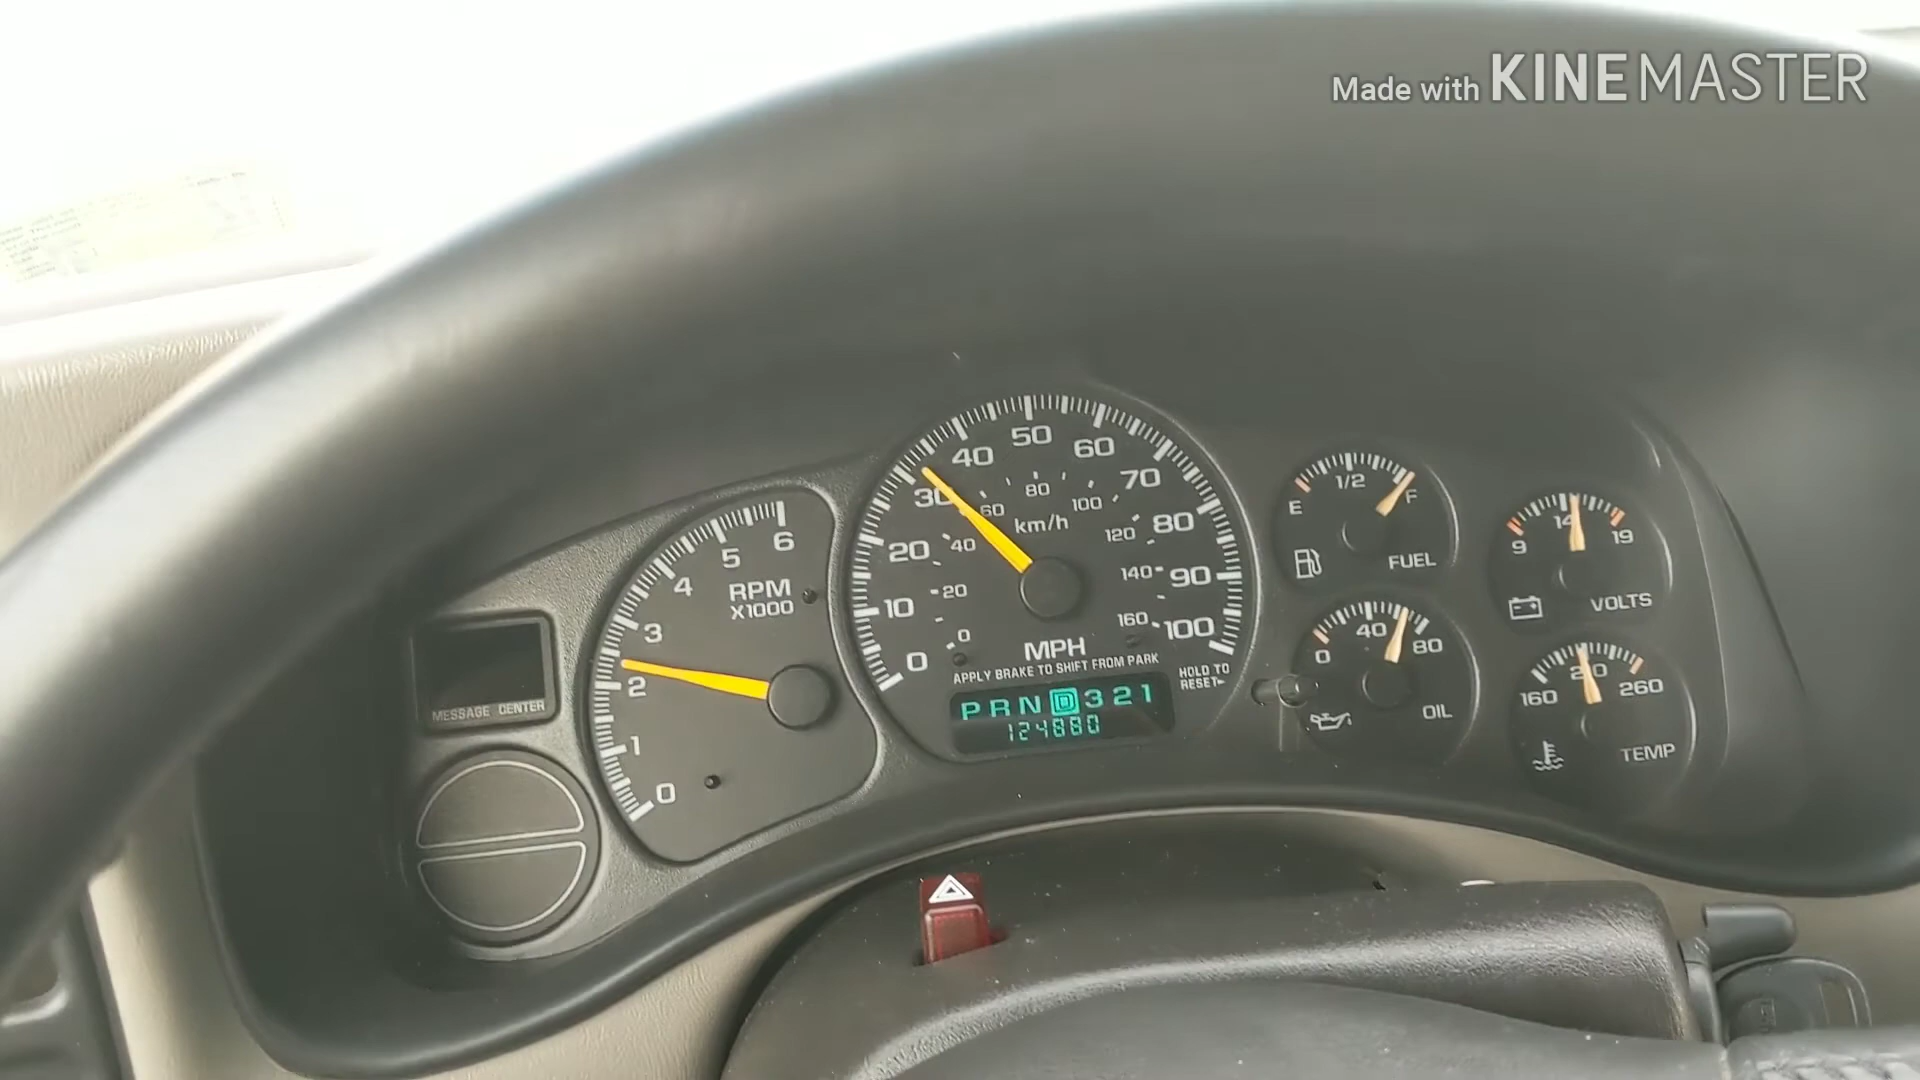 Made with KINEMASTER
MESSAGE CENTER
0
1
2
3
4
5
6
RPM
X1000
0
10
20
30
40
50
60
70
80
90
100
0
20
40
60
80
100
120
140
160
km/h
MPH
APPLY BRAKE TO SHIFT FROM PARK
HOLD TO
RESET
PRND321
124880
E
1/2
F
FUEL
9
14
19
VOLTS
0
40
80
OIL
160
210
260
TEMP